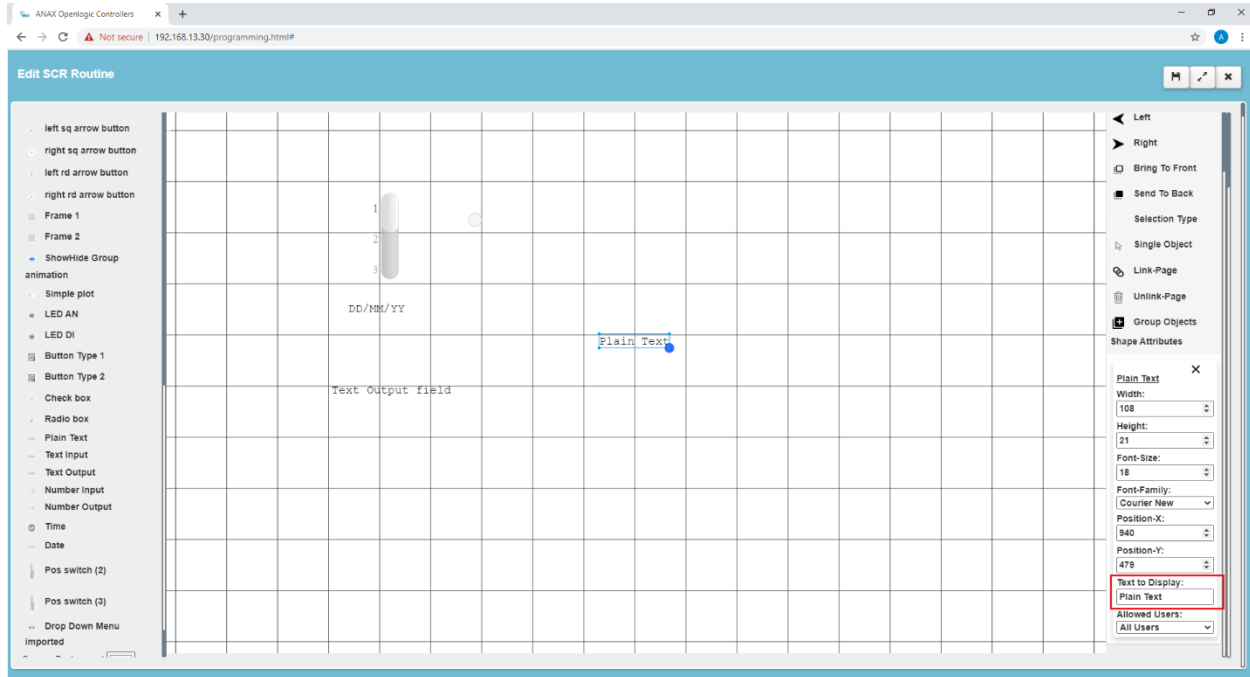 ANAX Openlogic Controllers
Not secure | 192.168.13.30/programming.html#
A
Edit SCR Routine
left sq arrow button
right sq arrow button
left rd arrow button
right rd arrow button
Frame 1
Frame 2
ShowHide Group
animation
Simple plot
LED AN
LED DI
Button Type 1
Button Type 2
Check box
Radio box
Plain Text
Text Input
Text Output
Number Input
Number Output
Time
Date
Pos switch (2)
Pos switch (3)
Drop Down Menu
imported
1
2
3
DD/MM/YY
Plain Text
Text Output field
Left
Right
Bring To Front
Send To Back
Selection Type
Single Object
Link-Page
Unlink-Page
Group Objects
Shape Attributes
Plain Text
Width:
108
Height:
21
Font-Size:
18
Font-Family:
Courier New
Position-X:
940
Position-Y:
479
Text to Display:
Plain Text
Allowed Users:
All Users